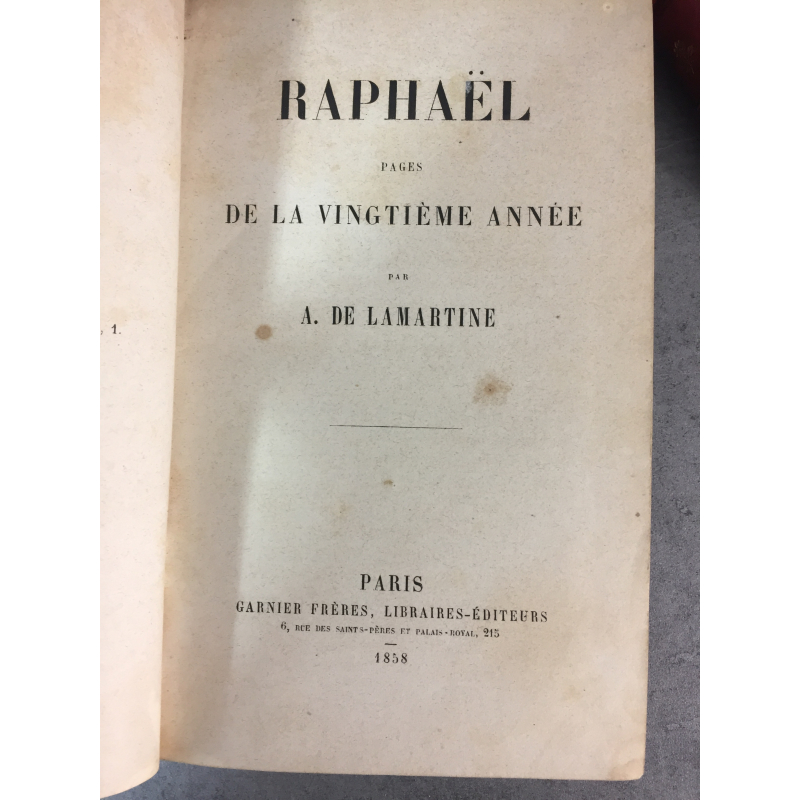 RAPHAËL
PAGES
DE LA VINGTIÈME ANNÉE
PAR
A. DE LAMARTINE
, 1.
PARIS
GARNIER FRÈRES, LIBRAIRES-ÉDITEURS
6, RUE DES SAINTS-PÈRES ET PALAIS-ROYAL, 215
1858